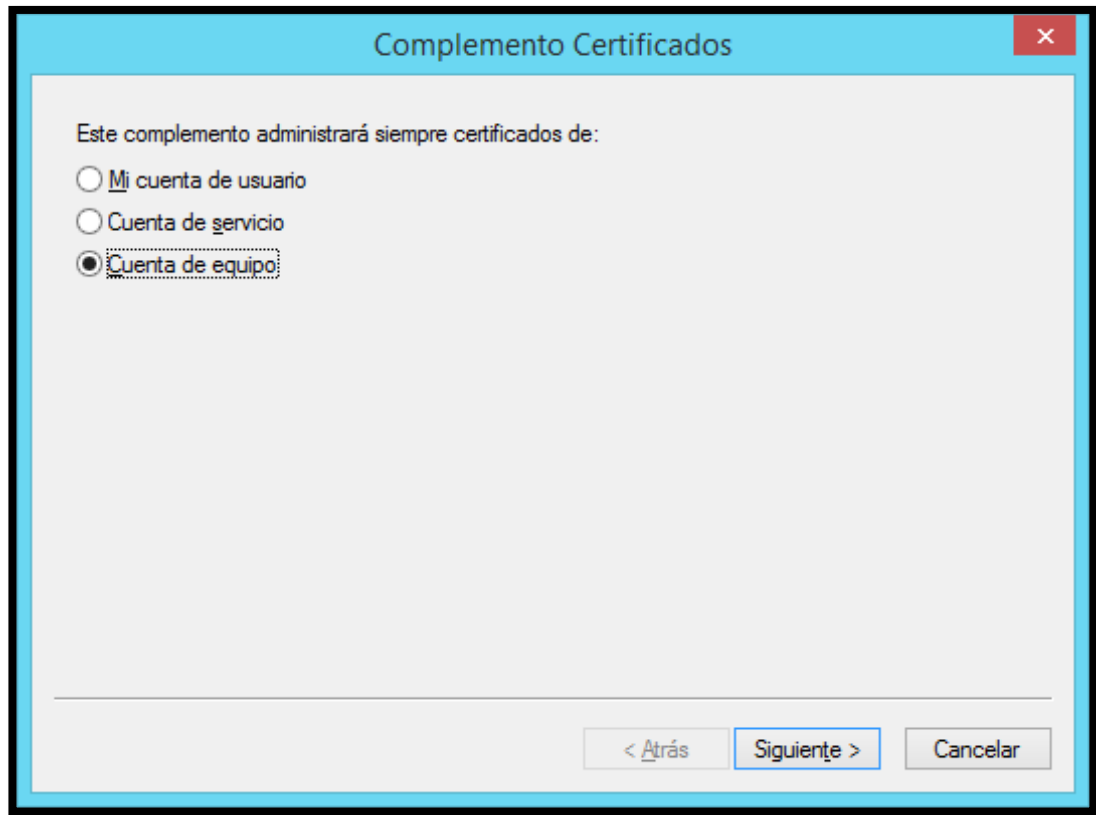 Complemento Certificados
Este complemento administrará siempre certificados de:
Mi cuenta de usuario
Cuenta de servicio
Cuenta de equipo
< Atrás Siguiente > Cancelar